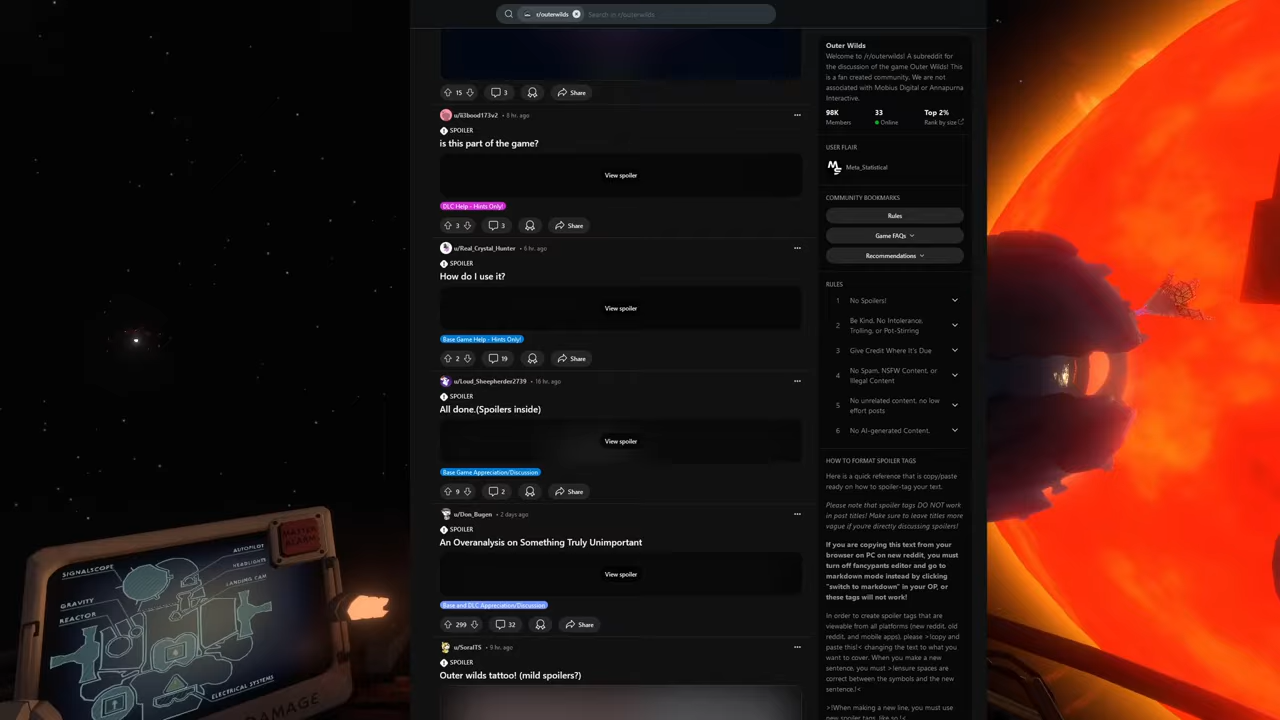 r/outerwilds
Search in r/outerwilds
15
3
Share
u/li3bood173v2 • 8 hr. ago
SPOILER
is this part of the game?
View spoiler
DLC Help - Hints Only!
3
3
Share
u/Real_Crystal_Hunter • 6 hr. ago
SPOILER
How do I use it?
View spoiler
Base Game Help - Hints Only!
2
19
Share
u/Loud_Sheepherder2739 • 16 hr. ago
SPOILER
All done.(Spoilers inside)
View spoiler
Base Game Appreciation/Discussion
9
2
Share
u/Don_Bugen • 2 days ago
SPOILER
An Overanalysis on Something Truly Unimportant
View spoiler
Base and DLC Appreciation/Discussion
299
32
Share
u/SoraITS • 9 hr. ago
SPOILER
Outer wilds tattoo! (mild spoilers?)
Outer Wilds
Welcome to /r/outerwilds! A subreddit for
the discussion of the game Outer Wilds! This
is a fan created community. We are not
associated with Mobius Digital or Annapurna
Interactive.
98K
Members
33
Online
Top 2%
Rank by size
USER FLAIR
Meta_Statistical
COMMUNITY BOOKMARKS
Rules
Game FAQs
Recommendations
RULES
1 No Spoilers!
2 Be Kind, No Intolerance,
Trolling, or Pot-Stirring
3 Give Credit Where It's Due
4 No Spam, NSFW Content, or
Illegal Content
5 No unrelated content, no low
effort posts
6 No AI-generated Content.
HOW TO FORMAT SPOILER TAGS
Here is a quick reference that is copy/paste
ready on how to spoiler-tag your text.
Please note that spoiler tags DO NOT work
in post titles! Make sure to leave titles more
vague if you're directly discussing spoilers!
If you are copying this text from your
browser on PC on new reddit, you must
turn off fancypants editor and go to
markdown mode instead by clicking
"switch to markdown" in your OP, or
these tags will not work!
In order to create spoiler tags that are
viewable from all platforms (new reddit, old
reddit, and mobile apps), please >!copy and
paste this!< changing the text to what you
want to cover. When you make a new
sentence, you must >!ensure spaces are
correct between the symbols and the new
sentence.!<
>!When making a new line, you must use
new spoiler tags, like so.!<
MASTER
ALARM
AUTOPILOT
HEADLIGHTS
LANDING CAM
SIGNALSCOPE
GRAVITY
REACTOR
ELECTRICAL SYSTEMS
DAMAGE